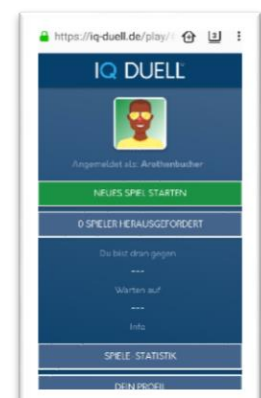 https://iq-duell.de/play/
IQ DUELL
Angemeldet als: Arathenbucher
NEUES SPIEL STARTEN
0 SPIELER HERAUSGEFORDERT
Du bist dran gegen
---
Warten auf
---
Info
SPIELE-STATISTIK
DEIN PROFIL